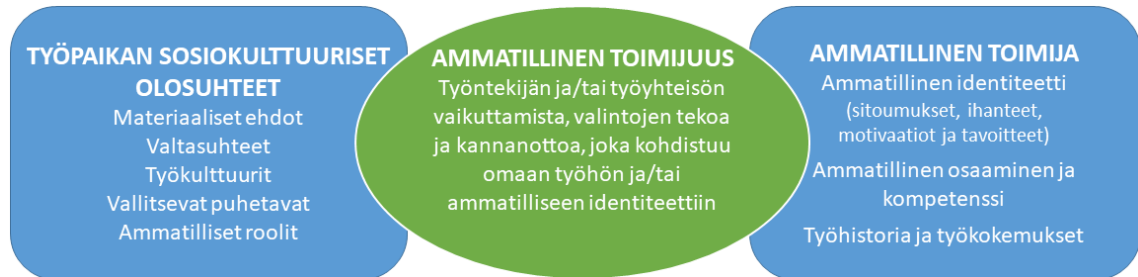 TYÖPAIKAN SOSIOKULTTUURISET
OLOSUHTEET
Materiaaliset ehdot
Valtasuhteet
Työkulttuurit
Vallitsevat puhetavat
Ammatilliset roolit
AMMATILLINEN TOIMIJUUS
Työntekijän ja/tai työyhteisön
vaikuttamista, valintojen tekoa
ja kannanottoa, joka kohdistuu
omaan työhön ja/tai
ammatilliseen identiteettiin
AMMATILLINEN TOIMIJA
Ammatillinen identiteetti
(sitoumukset, ihanteet,
motivaatiot ja tavoitteet)
Ammatillinen osaaminen ja
kompetenssi
Työhistoria ja työkokemukset